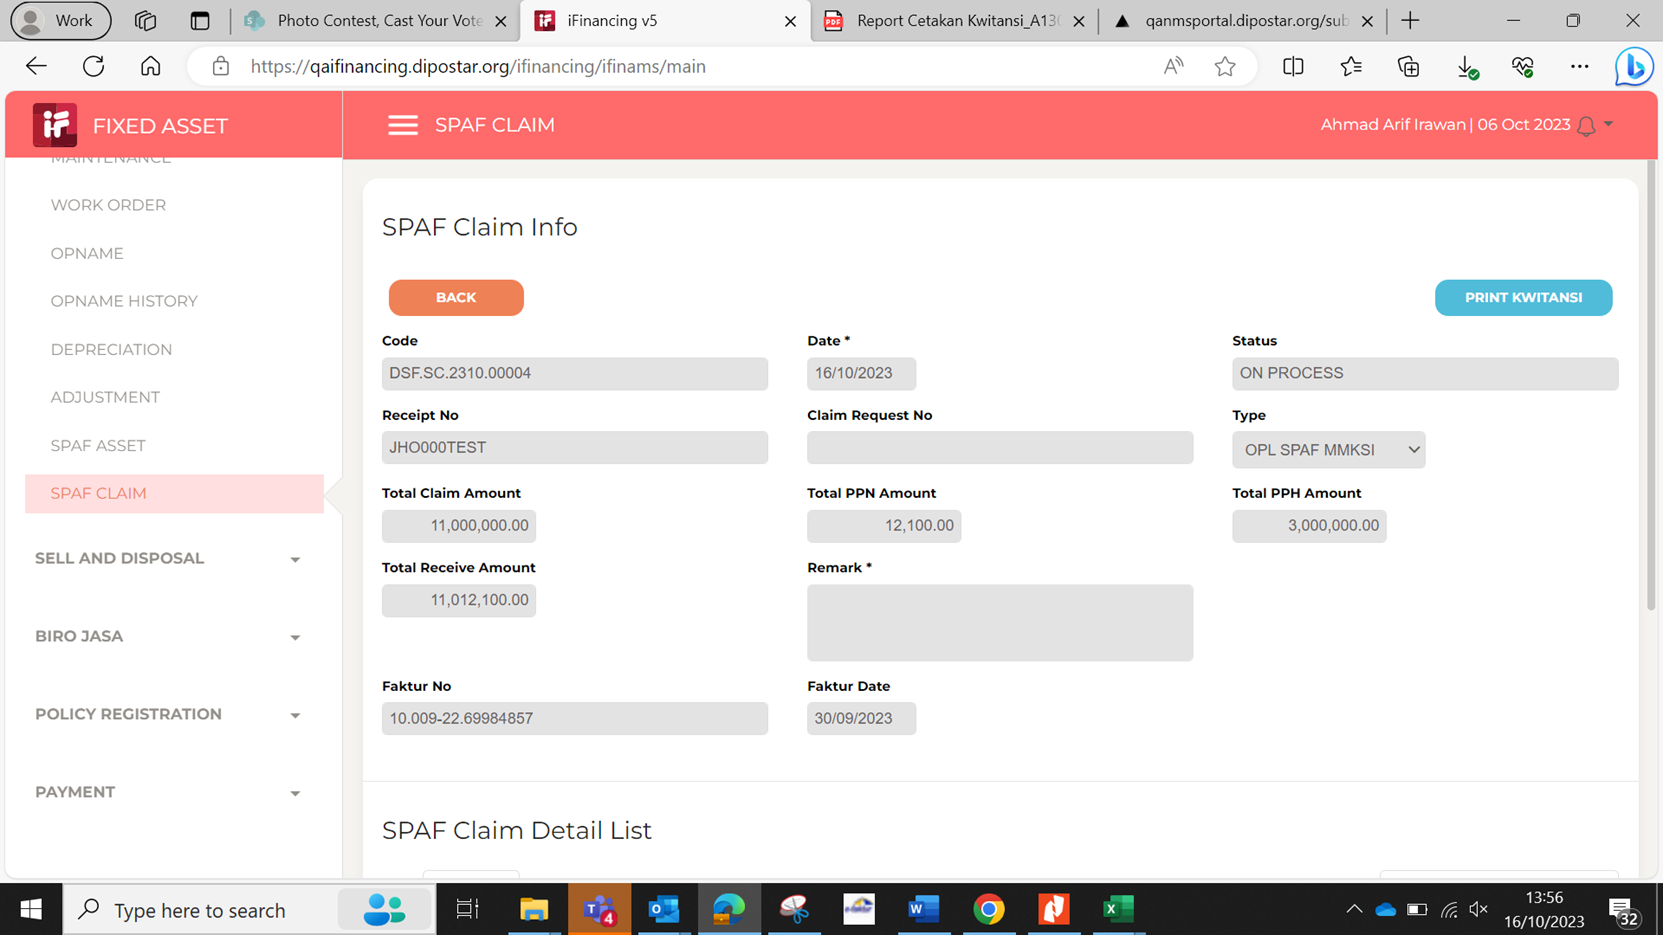 Work
Photo Contest, Cast Your Vote
iFinancing v5
PDF
Report Cetakan Kwitansi_A130
qanmsportal.dipostar.org/sub
https://qaifinancing.dipostar.org/ifinancing/ifinams/main
iF
FIXED ASSET
SPAF CLAIM
Ahmad Arif Irawan | 06 Oct 2023
MAINTENANCE
WORK ORDER
OPNAME
OPNAME HISTORY
DEPRECIATION
ADJUSTMENT
SPAF ASSET
SPAF CLAIM
SELL AND DISPOSAL
BIRO JASA
POLICY REGISTRATION
PAYMENT
SPAF Claim Info
BACK
PRINT KWITANSI
Code
Date *
Status
DSF.SC.2310.00004
16/10/2023
ON PROCESS
Receipt No
Claim Request No
Type
JHO000TEST
OPL SPAF MMKSI
Total Claim Amount
Total PPN Amount
Total PPH Amount
11,000,000.00
12,100.00
3,000,000.00
Total Receive Amount
Remark *
11,012,100.00
Faktur No
Faktur Date
10.009-22.69984857
30/09/2023
SPAF Claim Detail List
Type here to search
4
13:56
16/10/2023
32